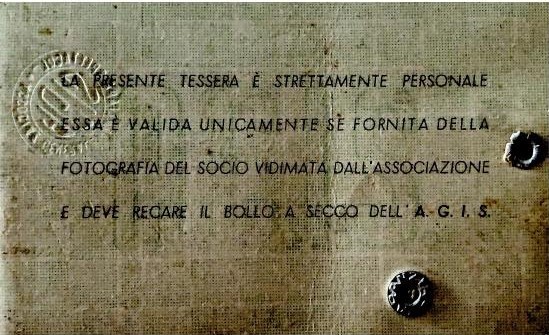 LA PRESENTE TESSERA È STRETTAMENTE PERSONALE
ESSA È VALIDA UNICAMENTE SE FORNITA DELLA
FOTOGRAFIA DEL SOCIO VIDIMATA DALL'ASSOCIAZIONE
E DEVE RECARE IL BOLLO A SECCO DELL'A. G. I. S.